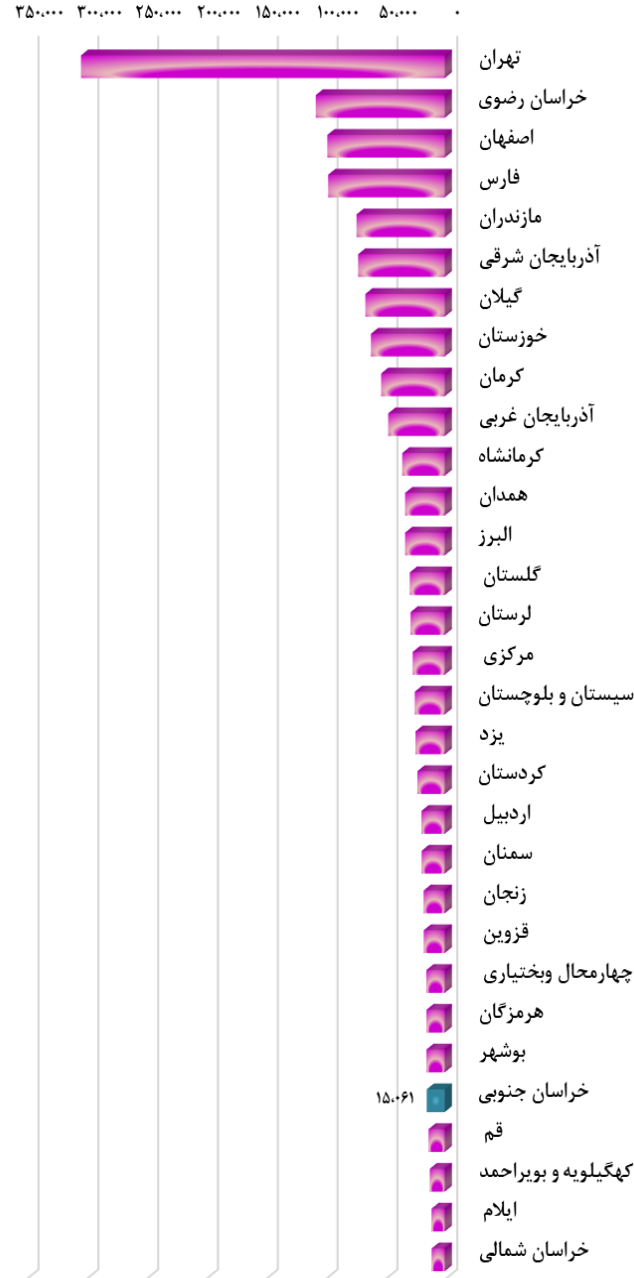 ۳۵۰،۰۰۰ ۳۰۰،۰۰۰ ۲۵۰،۰۰۰ ۲۰۰،۰۰۰ ۱۵۰،۰۰۰ ۱۰۰،۰۰۰ ۵۰،۰۰۰ ۰
تهران
خراسان رضوی
اصفهان
فارس
مازندران
آذربایجان شرقی
گیلان
خوزستان
کرمان
آذربایجان غربی
کرمانشاه
همدان
البرز
گلستان
لرستان
مرکزی
سیستان و بلوچستان
یزد
کردستان
اردبیل
سمنان
زنجان
قزوین
چهارمحال وبختیاری
هرمزگان
بوشهر
خراسان جنوبی ۱۵،۰۶۱
قم
کهگیلویه و بویراحمد
ایلام
خراسان شمالی